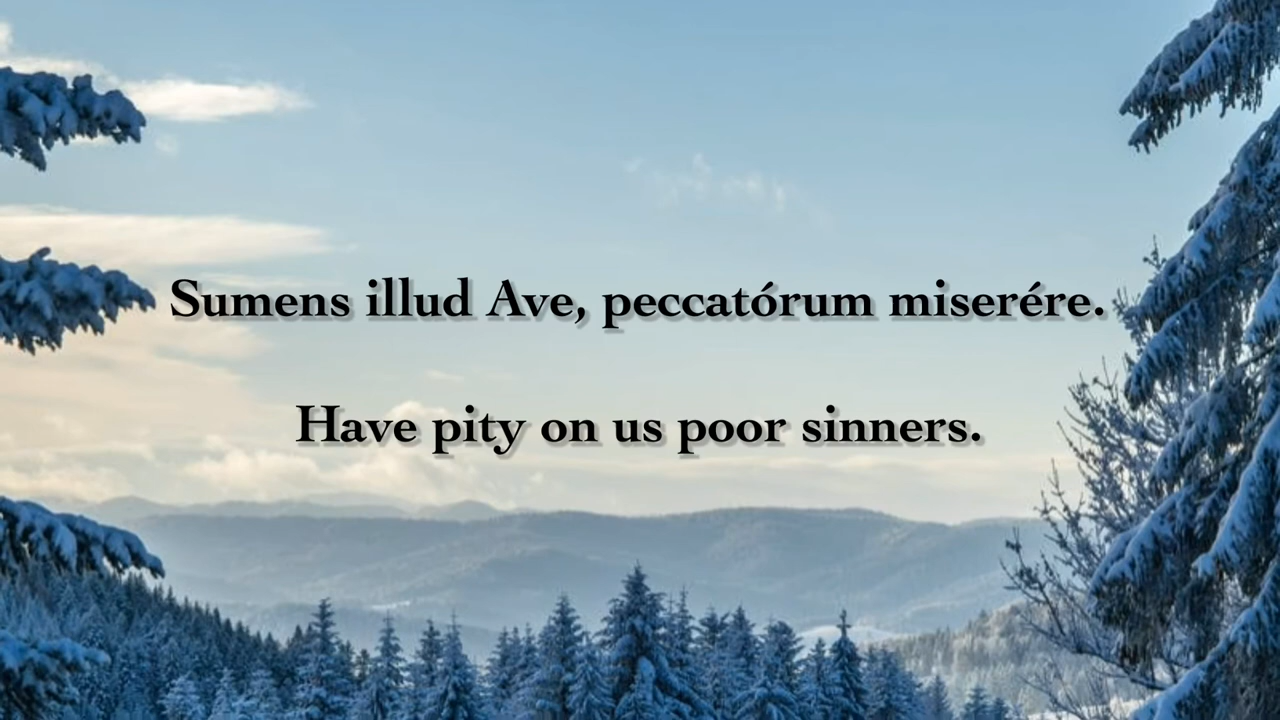 Sumens illud Ave, peccatórum miserére.
Have pity on us poor sinners.